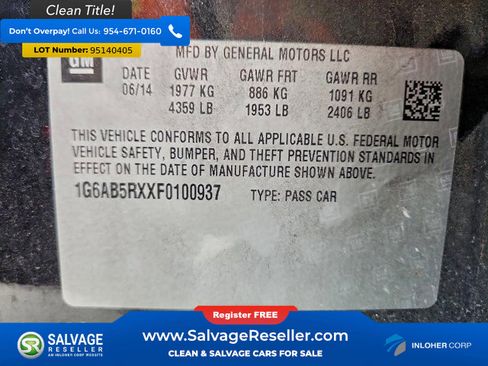 Clean Title!
Don't Overpay! Call Us: 954-671-0160
LOT Number: 95140405
GM
MFD BY GENERAL MOTORS LLC
DATE GVWR GAWR FRT GAWR RR
06/14 1977 KG 886 KG 1091 KG
4359 LB 1953 LB 2406 LB
THIS VEHICLE CONFORMS TO ALL APPLICABLE U.S. FEDERAL MOTOR
VEHICLE SAFETY, BUMPER, AND THEFT PREVENTION STANDARDS IN
EFFECT ON THE DATE OF MANUFACTURE SHOWN ABOVE.
1G6AB5RXXF0100937 TYPE: PASS CAR
Register FREE
SALVAGE
RESELLER
AN INLOHER CORP WEBSITE
www.SalvageReseller.com
CLEAN & SALVAGE CARS FOR SALE
INLOHER CORP